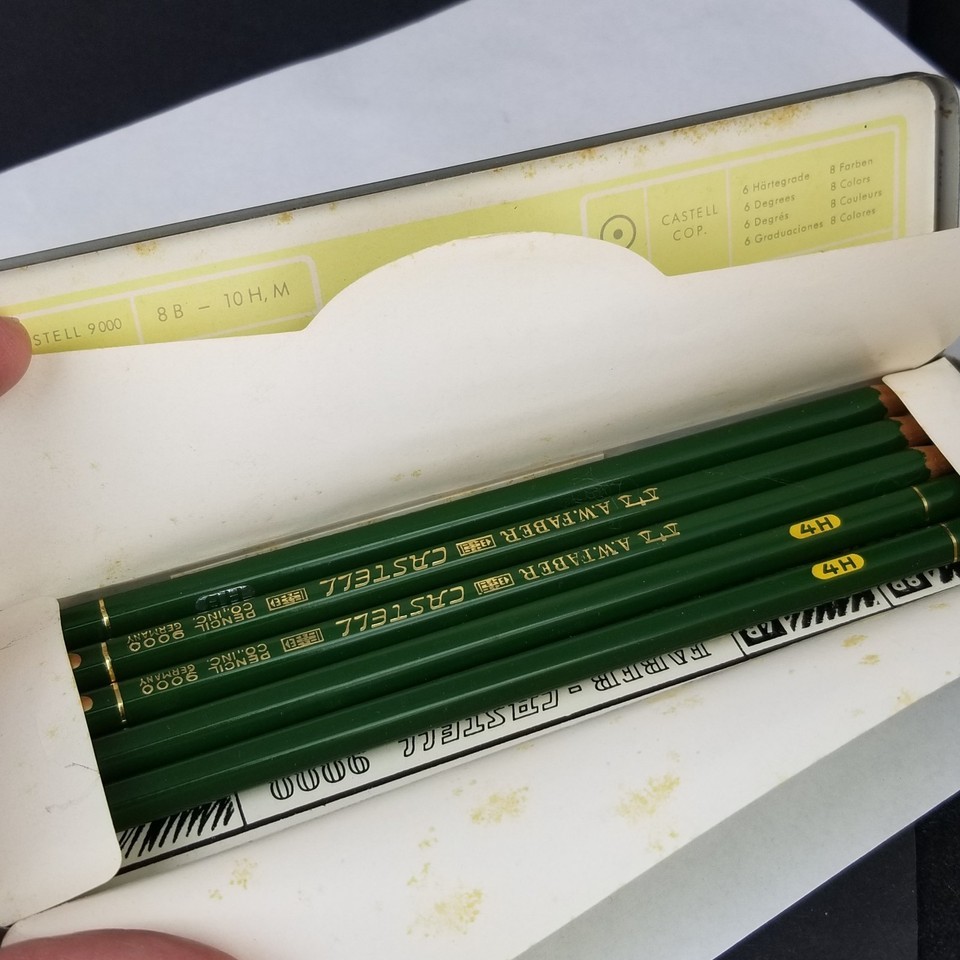 STELL 9000
8 B — 10 H, M
CASTELL
COP.
6 Härtegrade
6 Degrees
6 Degrés
6 Graduaciones
8 Farben
8 Colors
8 Couleurs
8 Colores
A.W.FABER CASTELL 9000 PENCIL CO.,INC. GERMANY
A.W.FABER CASTELL 9000 PENCIL CO.,INC. GERMANY
4H
4H
FABER-CASTELL 9000